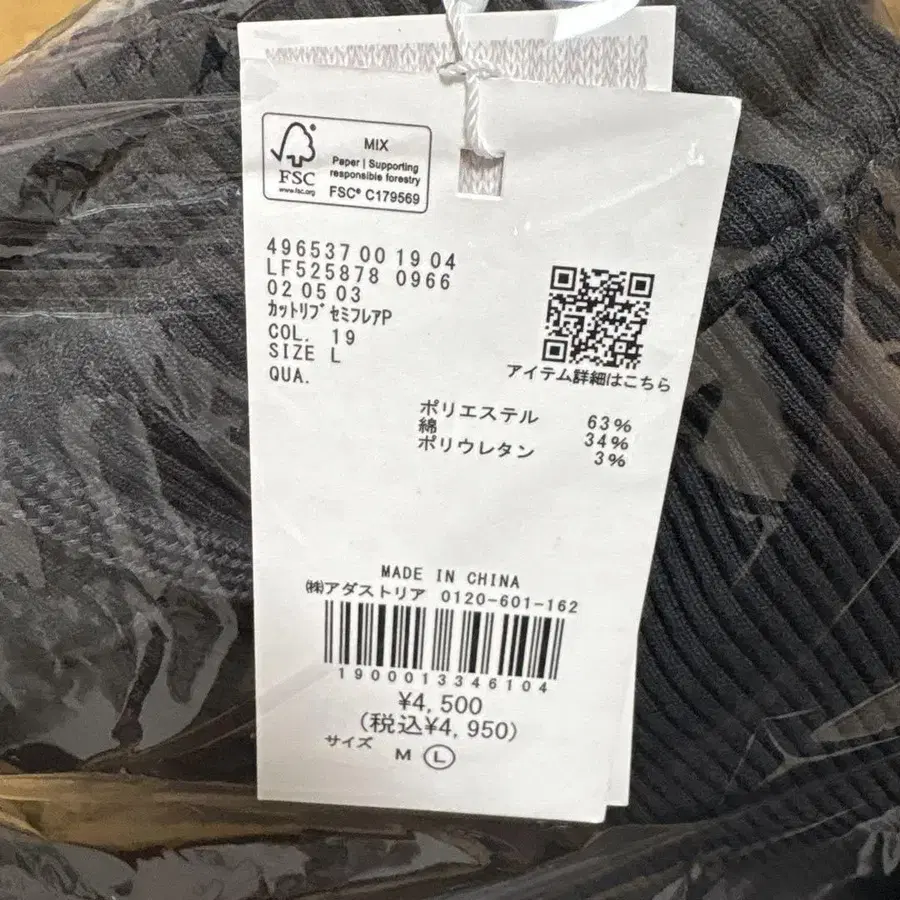 FSC
www.fsc.org
MIX
Paper | Supporting
responsible forestry
FSC® C179569
496537 00 19 04
LF525878 0966
02 05 03
ｶｯﾄﾘﾌﾞ ｾﾐﾌﾚｱP
COL. 19
SIZE L
QUA.
アイテム詳細はこちら
ポリエステル 63%
綿 34%
ポリウレタン 3%
MADE IN CHINA
㈱アダストリア 0120-601-162
1900013346104
¥4,500
(税込¥4,950)
サイズ M Ⓛ